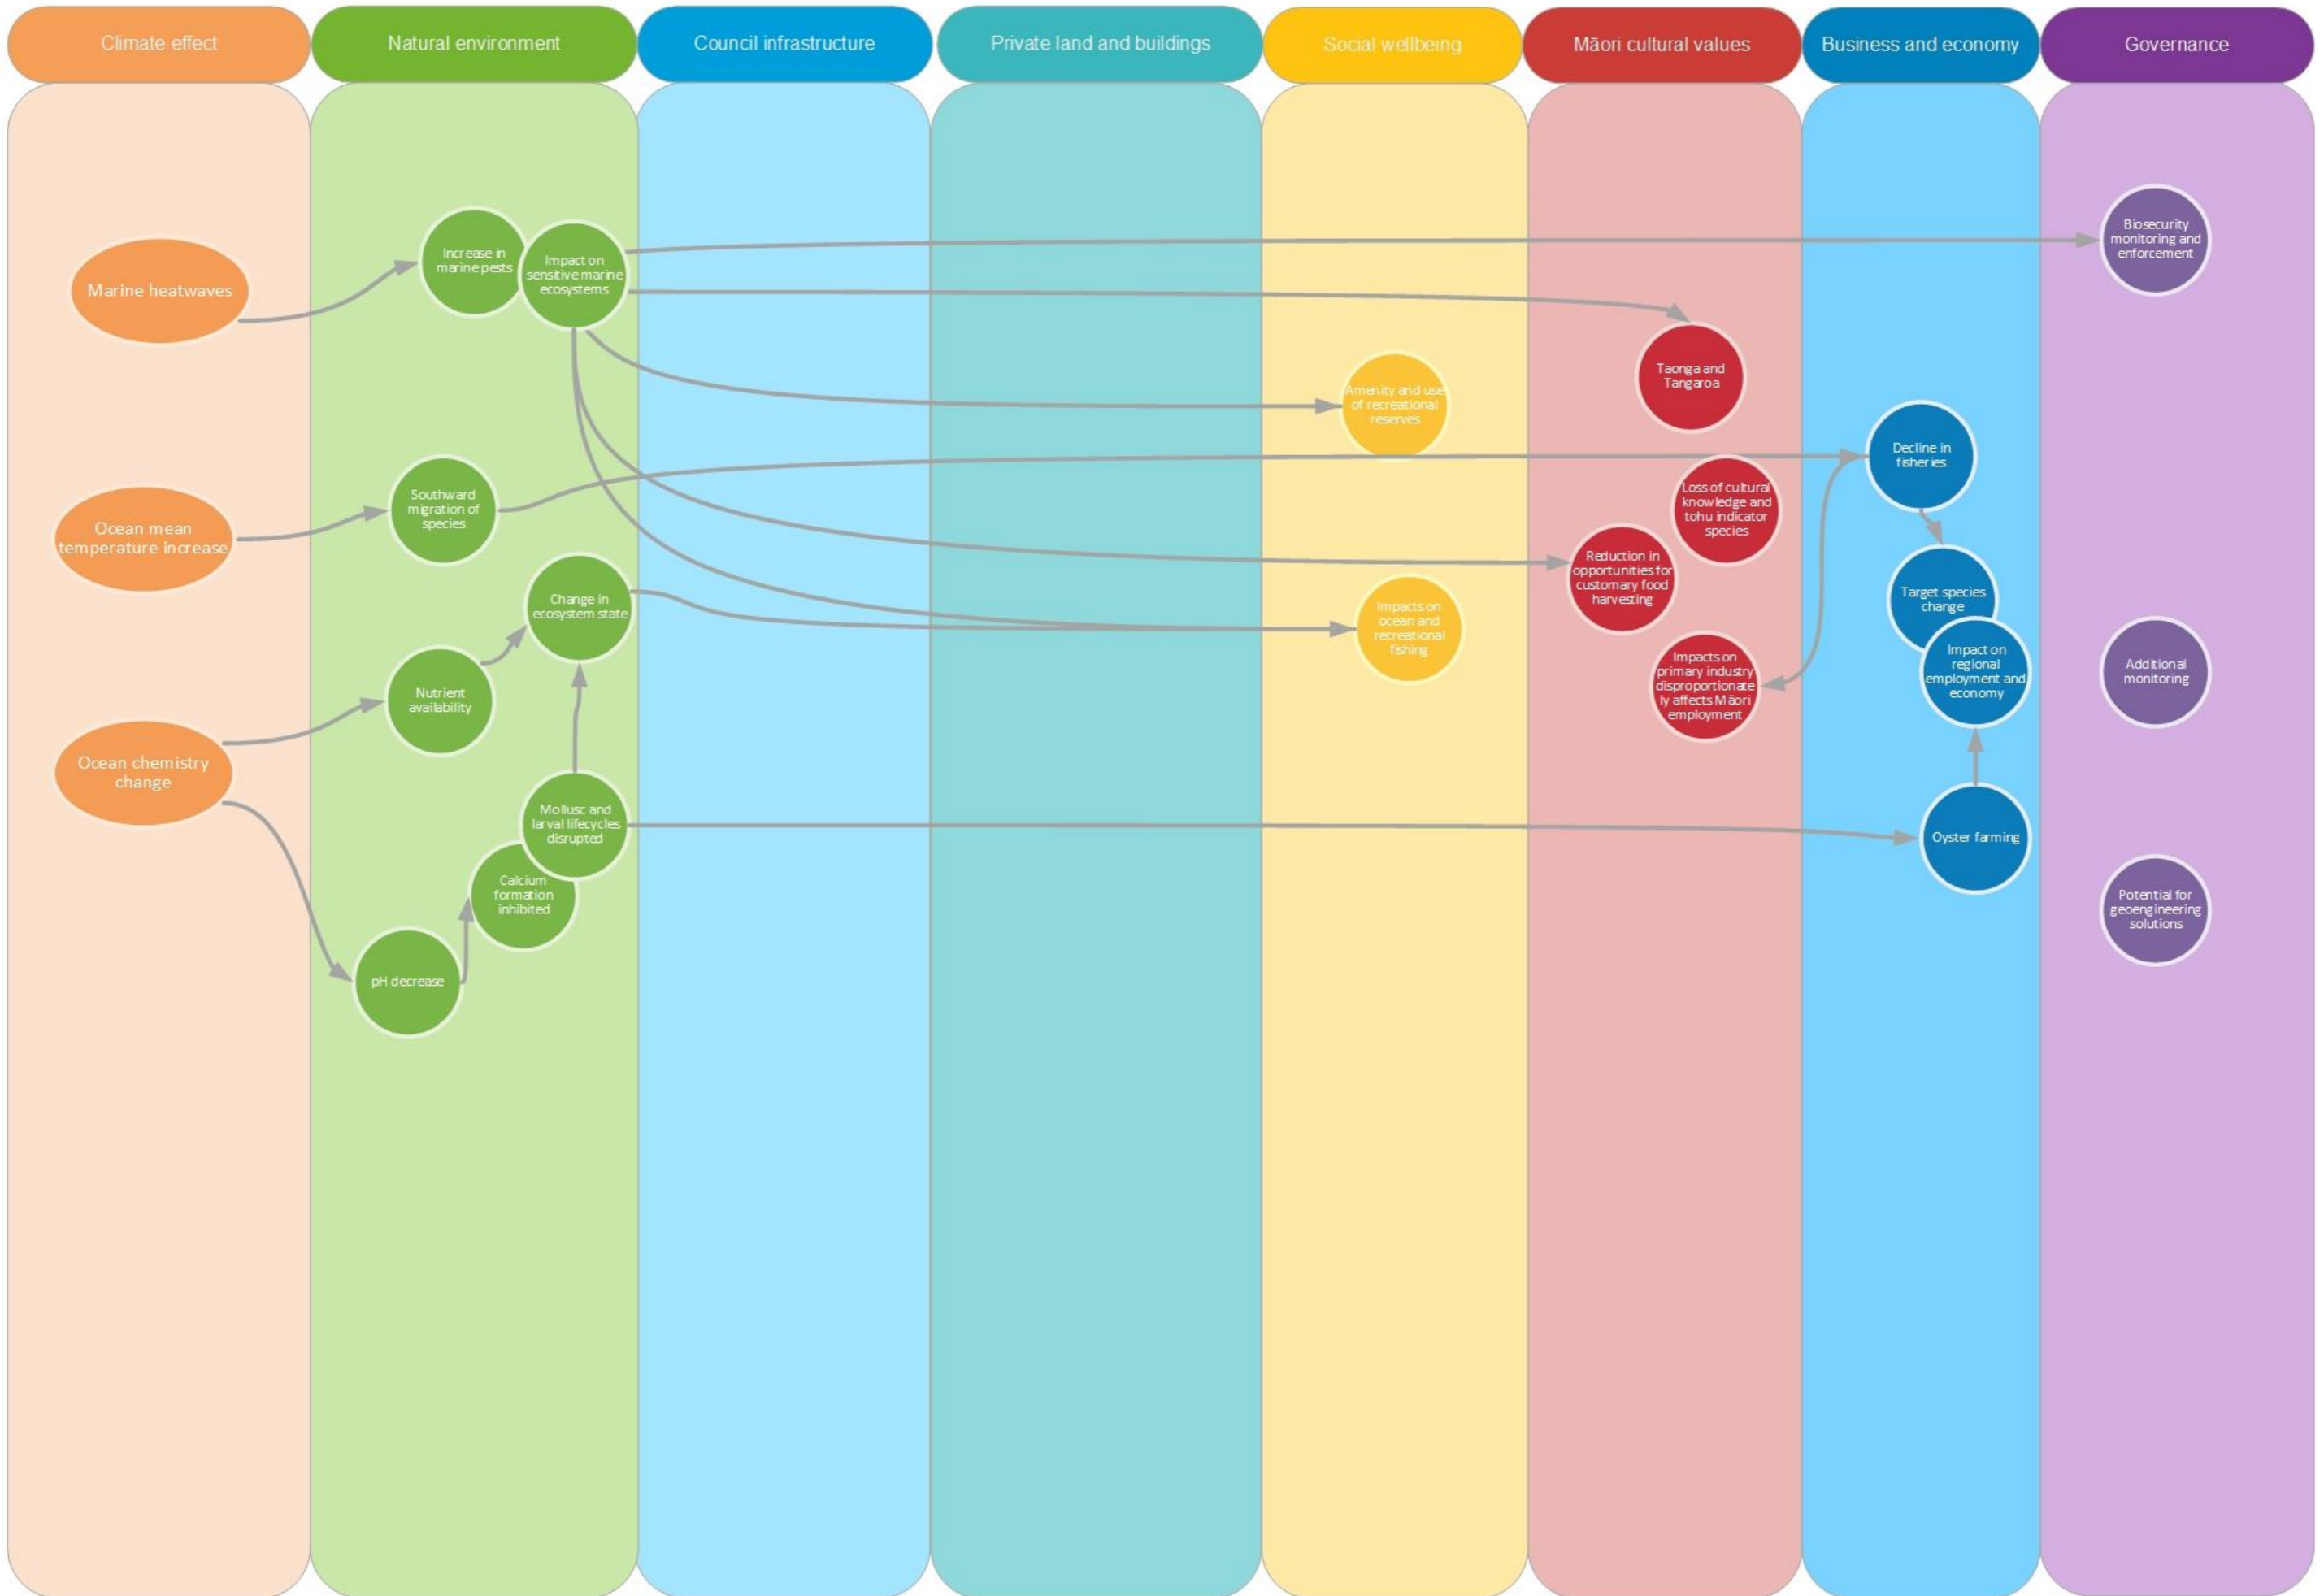 Climate effect
Natural environment
Council infrastructure
Private land and buildings
Social wellbeing
Māori cultural values
Business and economy
Governance
Marine heatwaves
Ocean mean
temperature increase
Ocean chemistry
change
Increase in
marine pests
Impact on
sensitive marine
ecosystems
Southward
migration of
species
Change in
ecosystem state
Nutrient
availability
Mollusc and
larval lifecycles
disrupted
Calcium
formation
inhibited
pH decrease
Amenity and use
of recreational
reserves
Impacts on
ocean and
recreational
fishing
Taonga and
Tangaroa
Loss of cultural
knowledge and
tohu indicator
species
Reduction in
opportunities for
customary food
harvesting
Impacts on
primary industry
disproportionate
ly affects Māori
employment
Decline in
fisheries
Target species
change
Impact on
regional
employment and
economy
Oyster farming
Biosecurity
monitoring and
enforcement
Additional
monitoring
Potential for
geoengineering
solutions